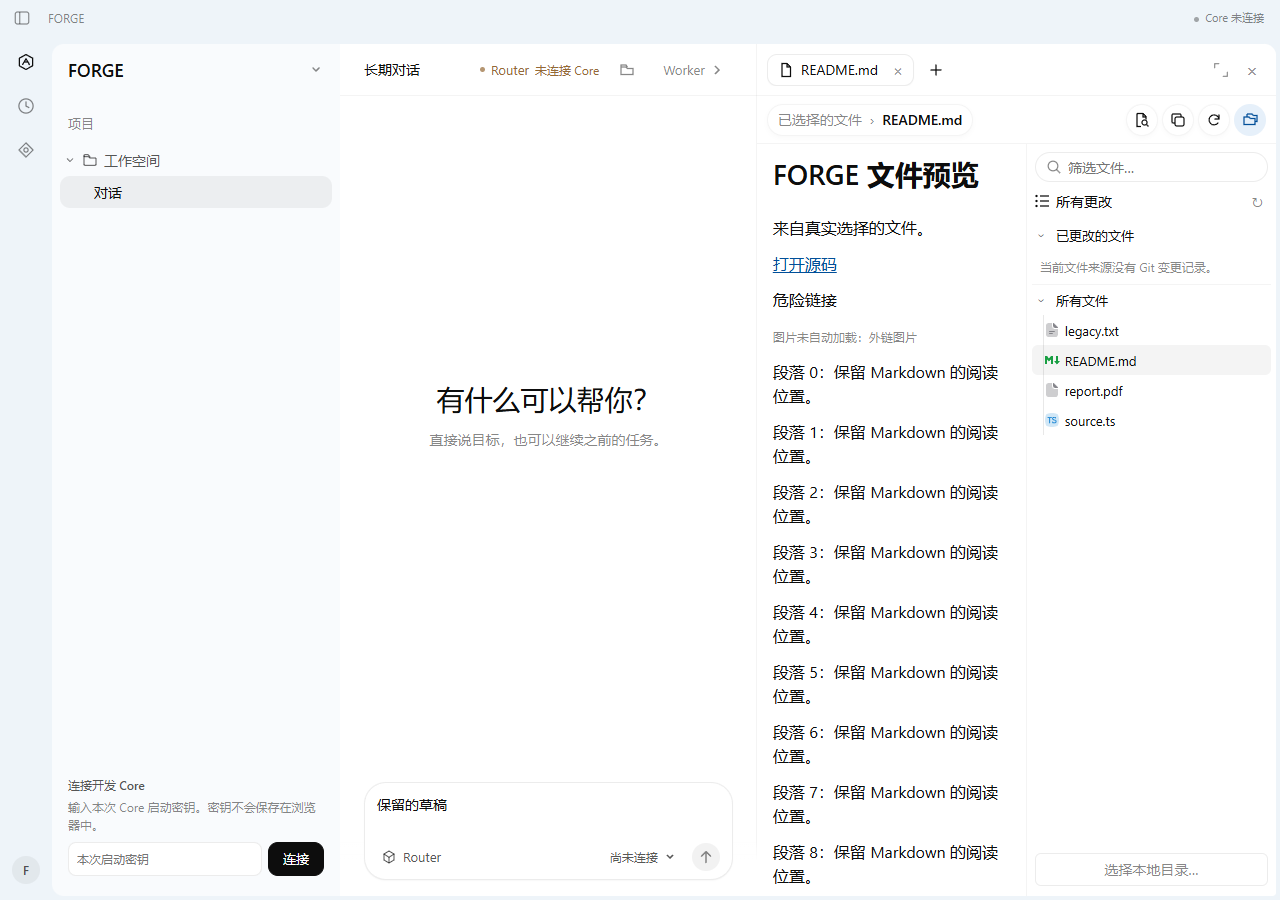 FORGE
Core 未连接
FORGE
项目
工作空间
对话
连接开发 Core
输入本次 Core 启动密钥。密钥不会保存在浏览
器中。
本次启动密钥
连接
F
长期对话
Router 未连接 Core
Worker
有什么可以帮你?
直接说目标，也可以继续之前的任务。
保留的草稿
Router
尚未连接
README.md
已选择的文件 › README.md
FORGE 文件预览
来自真实选择的文件。
打开源码
危险链接
图片未自动加载：外链图片
段落 0：保留 Markdown 的阅读
位置。
段落 1：保留 Markdown 的阅读
位置。
段落 2：保留 Markdown 的阅读
位置。
段落 3：保留 Markdown 的阅读
位置。
段落 4：保留 Markdown 的阅读
位置。
段落 5：保留 Markdown 的阅读
位置。
段落 6：保留 Markdown 的阅读
位置。
段落 7：保留 Markdown 的阅读
位置。
段落 8：保留 Markdown 的阅读
位置。
筛选文件...
所有更改
已更改的文件
当前文件来源没有 Git 变更记录。
所有文件
legacy.txt
M↓ README.md
report.pdf
TS source.ts
选择本地目录...